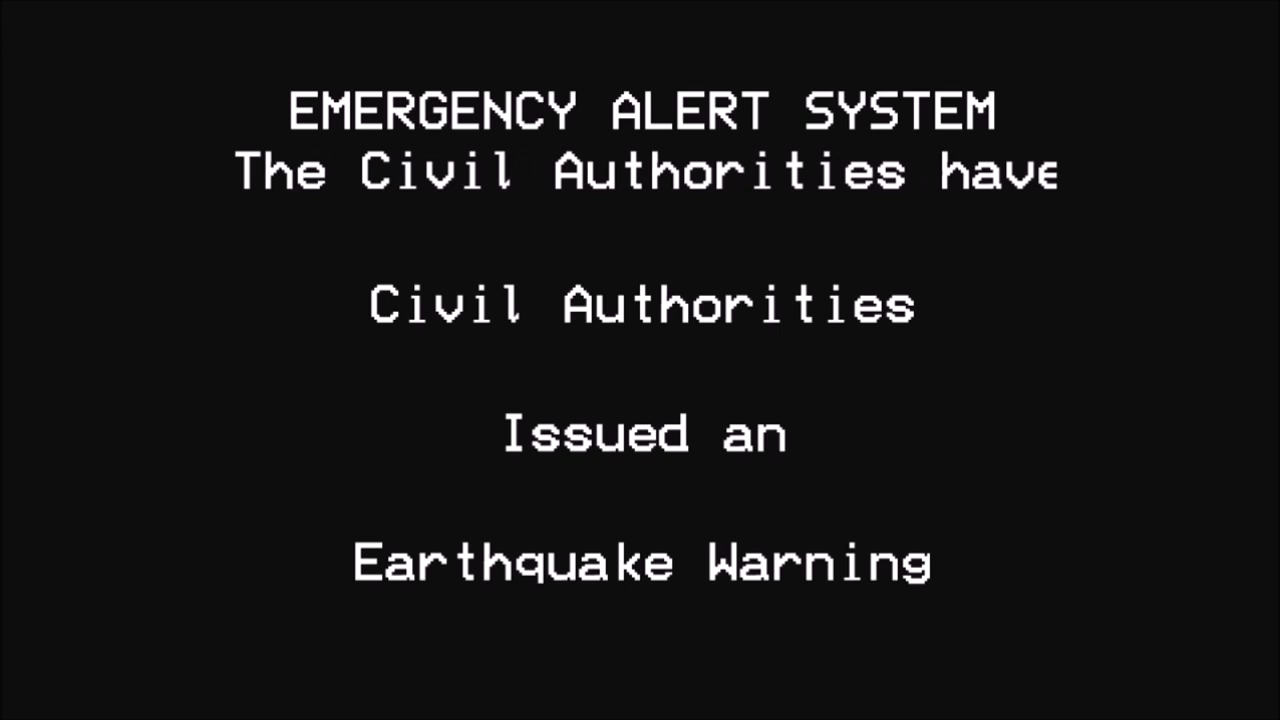 EMERGENCY ALERT SYSTEM
The Civil Authorities have
Civil Authorities
Issued an
Earthquake Warning